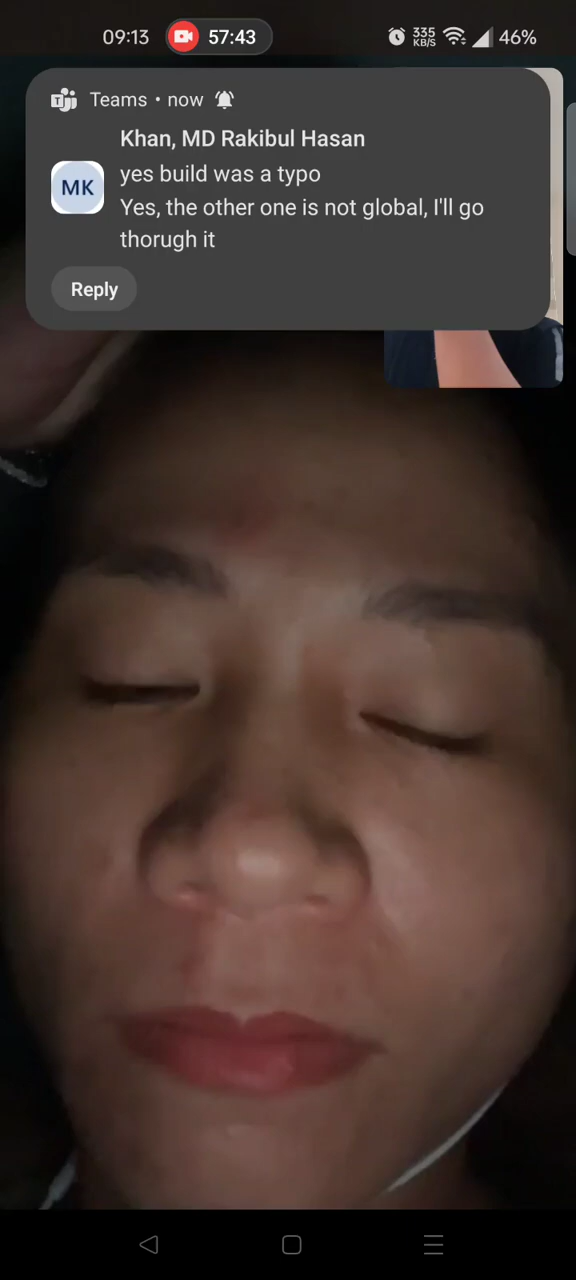 09:13 57:43 335 KB/S 46%
Teams • now
Khan, MD Rakibul Hasan
MK
yes build was a typo
Yes, the other one is not global, I'll go
thorugh it
Reply